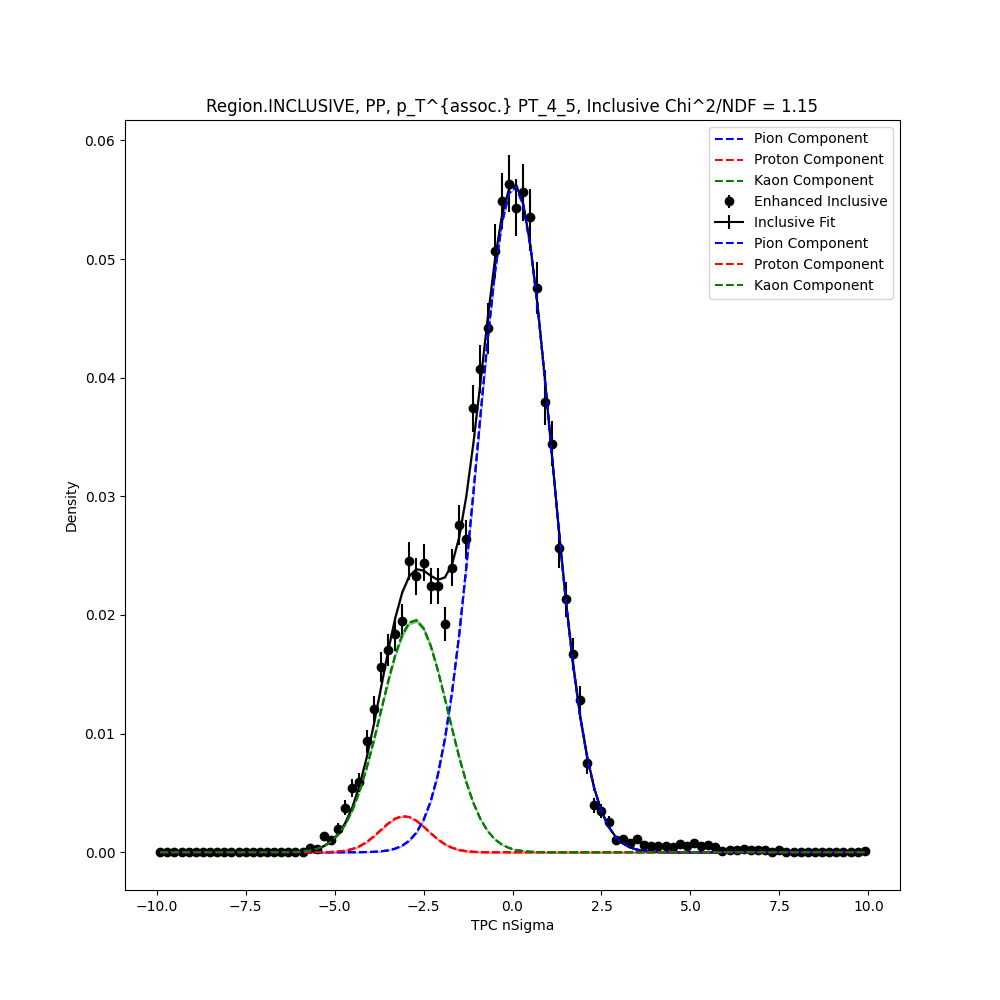 Region.INCLUSIVE, PP, p_T^{assoc.} PT_4_5, Inclusive Chi^2/NDF = 1.15
Pion Component
Proton Component
Kaon Component
Enhanced Inclusive
Inclusive Fit
Pion Component
Proton Component
Kaon Component
0.06
0.05
0.04
0.03
0.02
0.01
0.00
Density
−10.0 −7.5 −5.0 −2.5 0.0 2.5 5.0 7.5 10.0
TPC nSigma